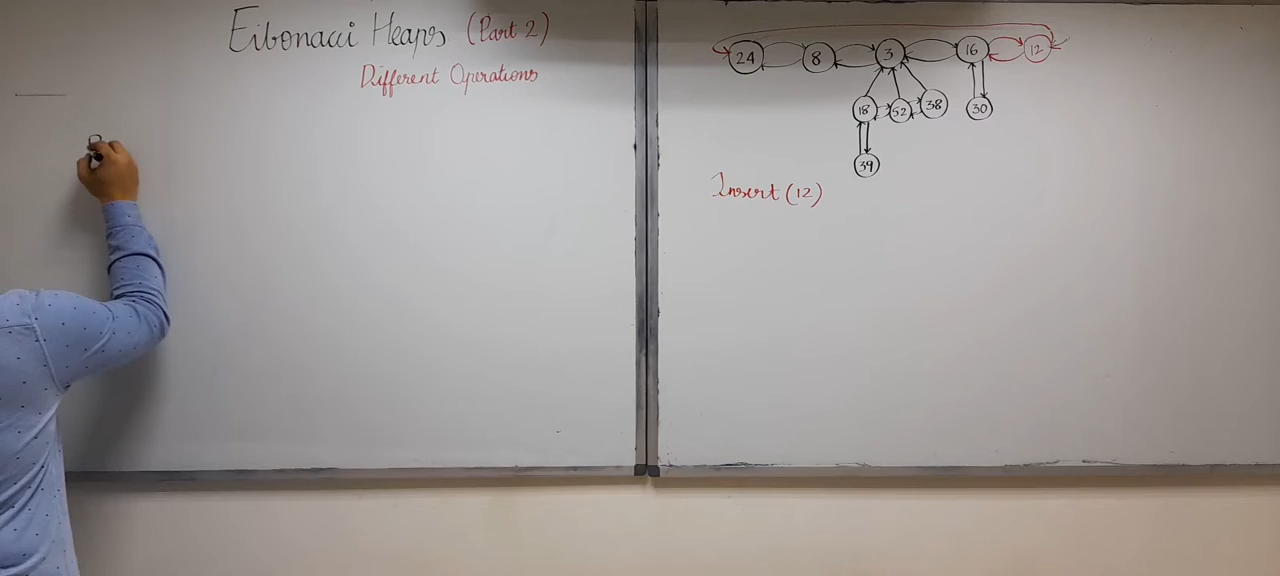 Fibonacci Heaps (Part 2)
Different Operations
24 8 3 16 12
18 52 38 30
39
Insert (12)